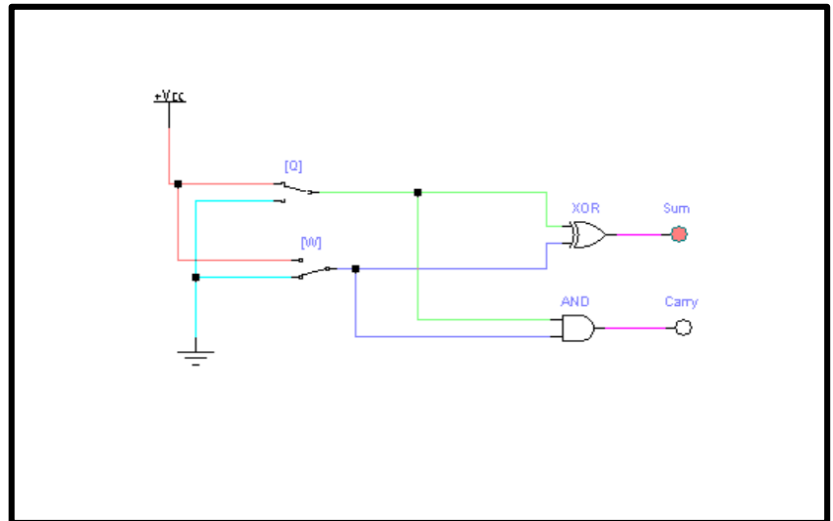 +Vcc
[Q]
XOR
Sum
[W]
AND
Carry